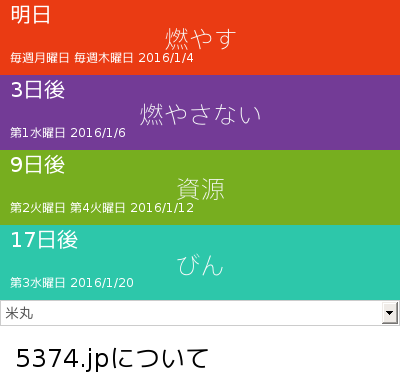 明日
燃やす
毎週月曜日 毎週木曜日 2016/1/4
3日後
燃やさない
第1水曜日 2016/1/6
9日後
資源
第2火曜日 第4火曜日 2016/1/12
17日後
びん
第3水曜日 2016/1/20
米丸
5374.jpについて